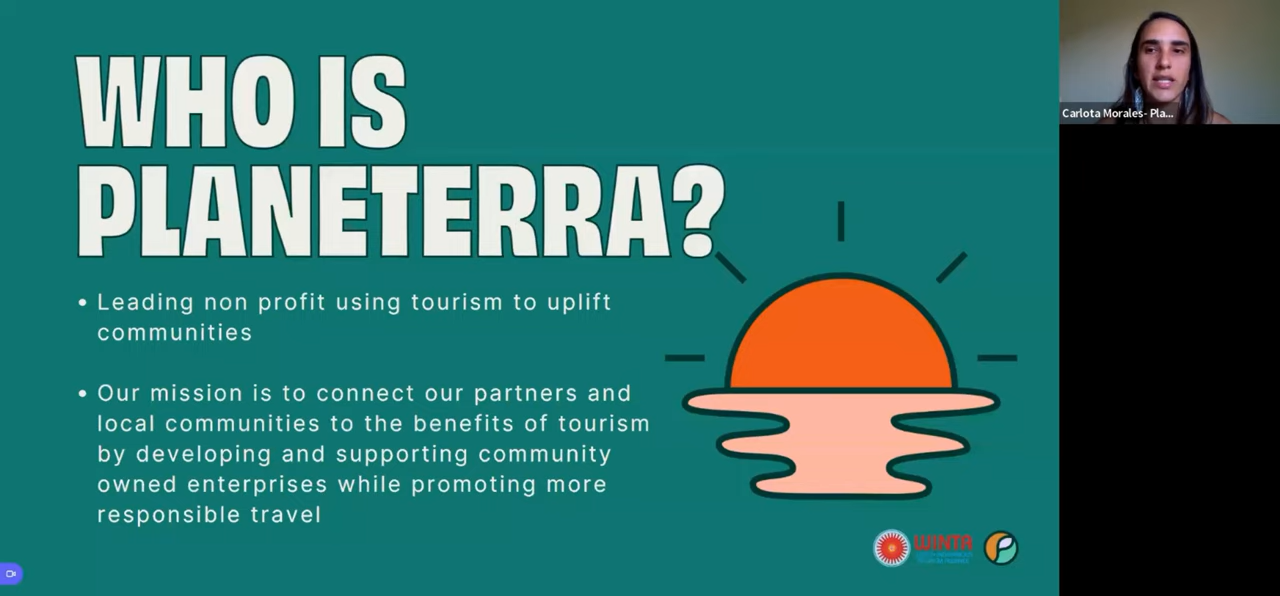 WHO IS
PLANETERRA?
• Leading non profit using tourism to uplift
communities
• Our mission is to connect our partners and
local communities to the benefits of tourism
by developing and supporting community
owned enterprises while promoting more
responsible travel
WINTA
Carlota Morales- Pla...